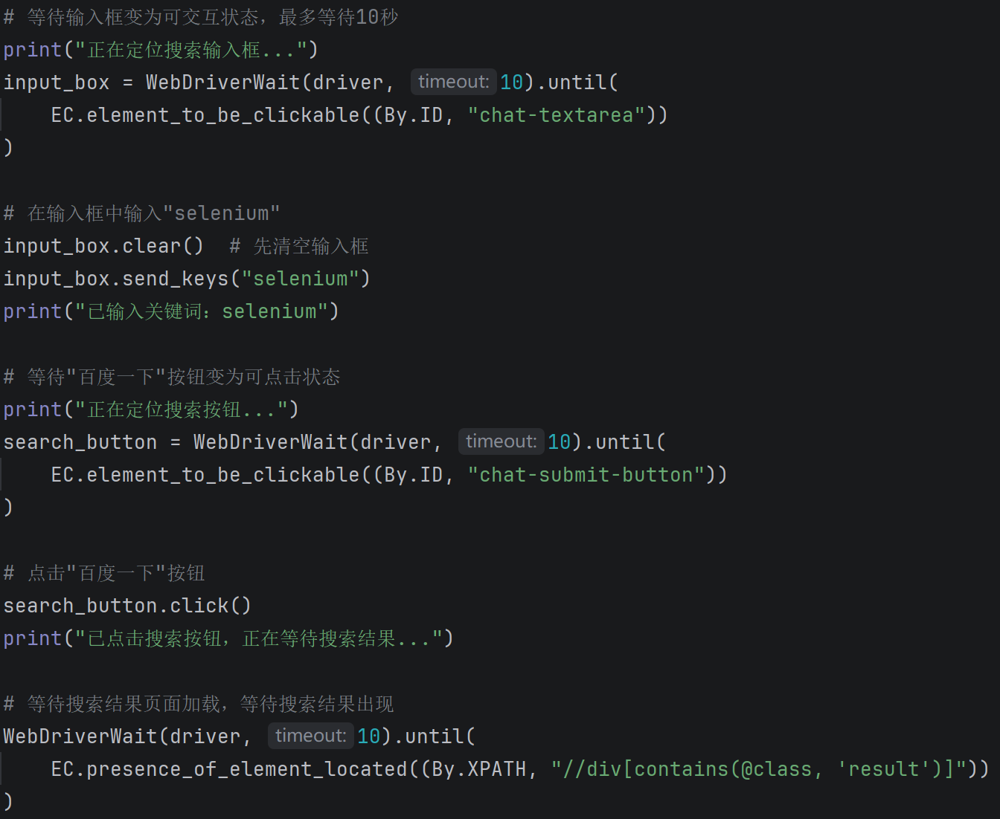 # 等待输入框变为可交互状态，最多等待10秒
print("正在定位搜索输入框...")
input_box = WebDriverWait(driver, timeout: 10).until(
    EC.element_to_be_clickable((By.ID, "chat-textarea"))
)
# 在输入框中输入"selenium"
input_box.clear()  # 先清空输入框
input_box.send_keys("selenium")
print("已输入关键词：selenium")
# 等待"百度一下"按钮变为可点击状态
print("正在定位搜索按钮...")
search_button = WebDriverWait(driver, timeout: 10).until(
    EC.element_to_be_clickable((By.ID, "chat-submit-button"))
)
# 点击"百度一下"按钮
search_button.click()
print("已点击搜索按钮，正在等待搜索结果...")
# 等待搜索结果页面加载，等待搜索结果出现
WebDriverWait(driver, timeout: 10).until(
    EC.presence_of_element_located((By.XPATH, "//div[contains(@class, 'result')]"))
)